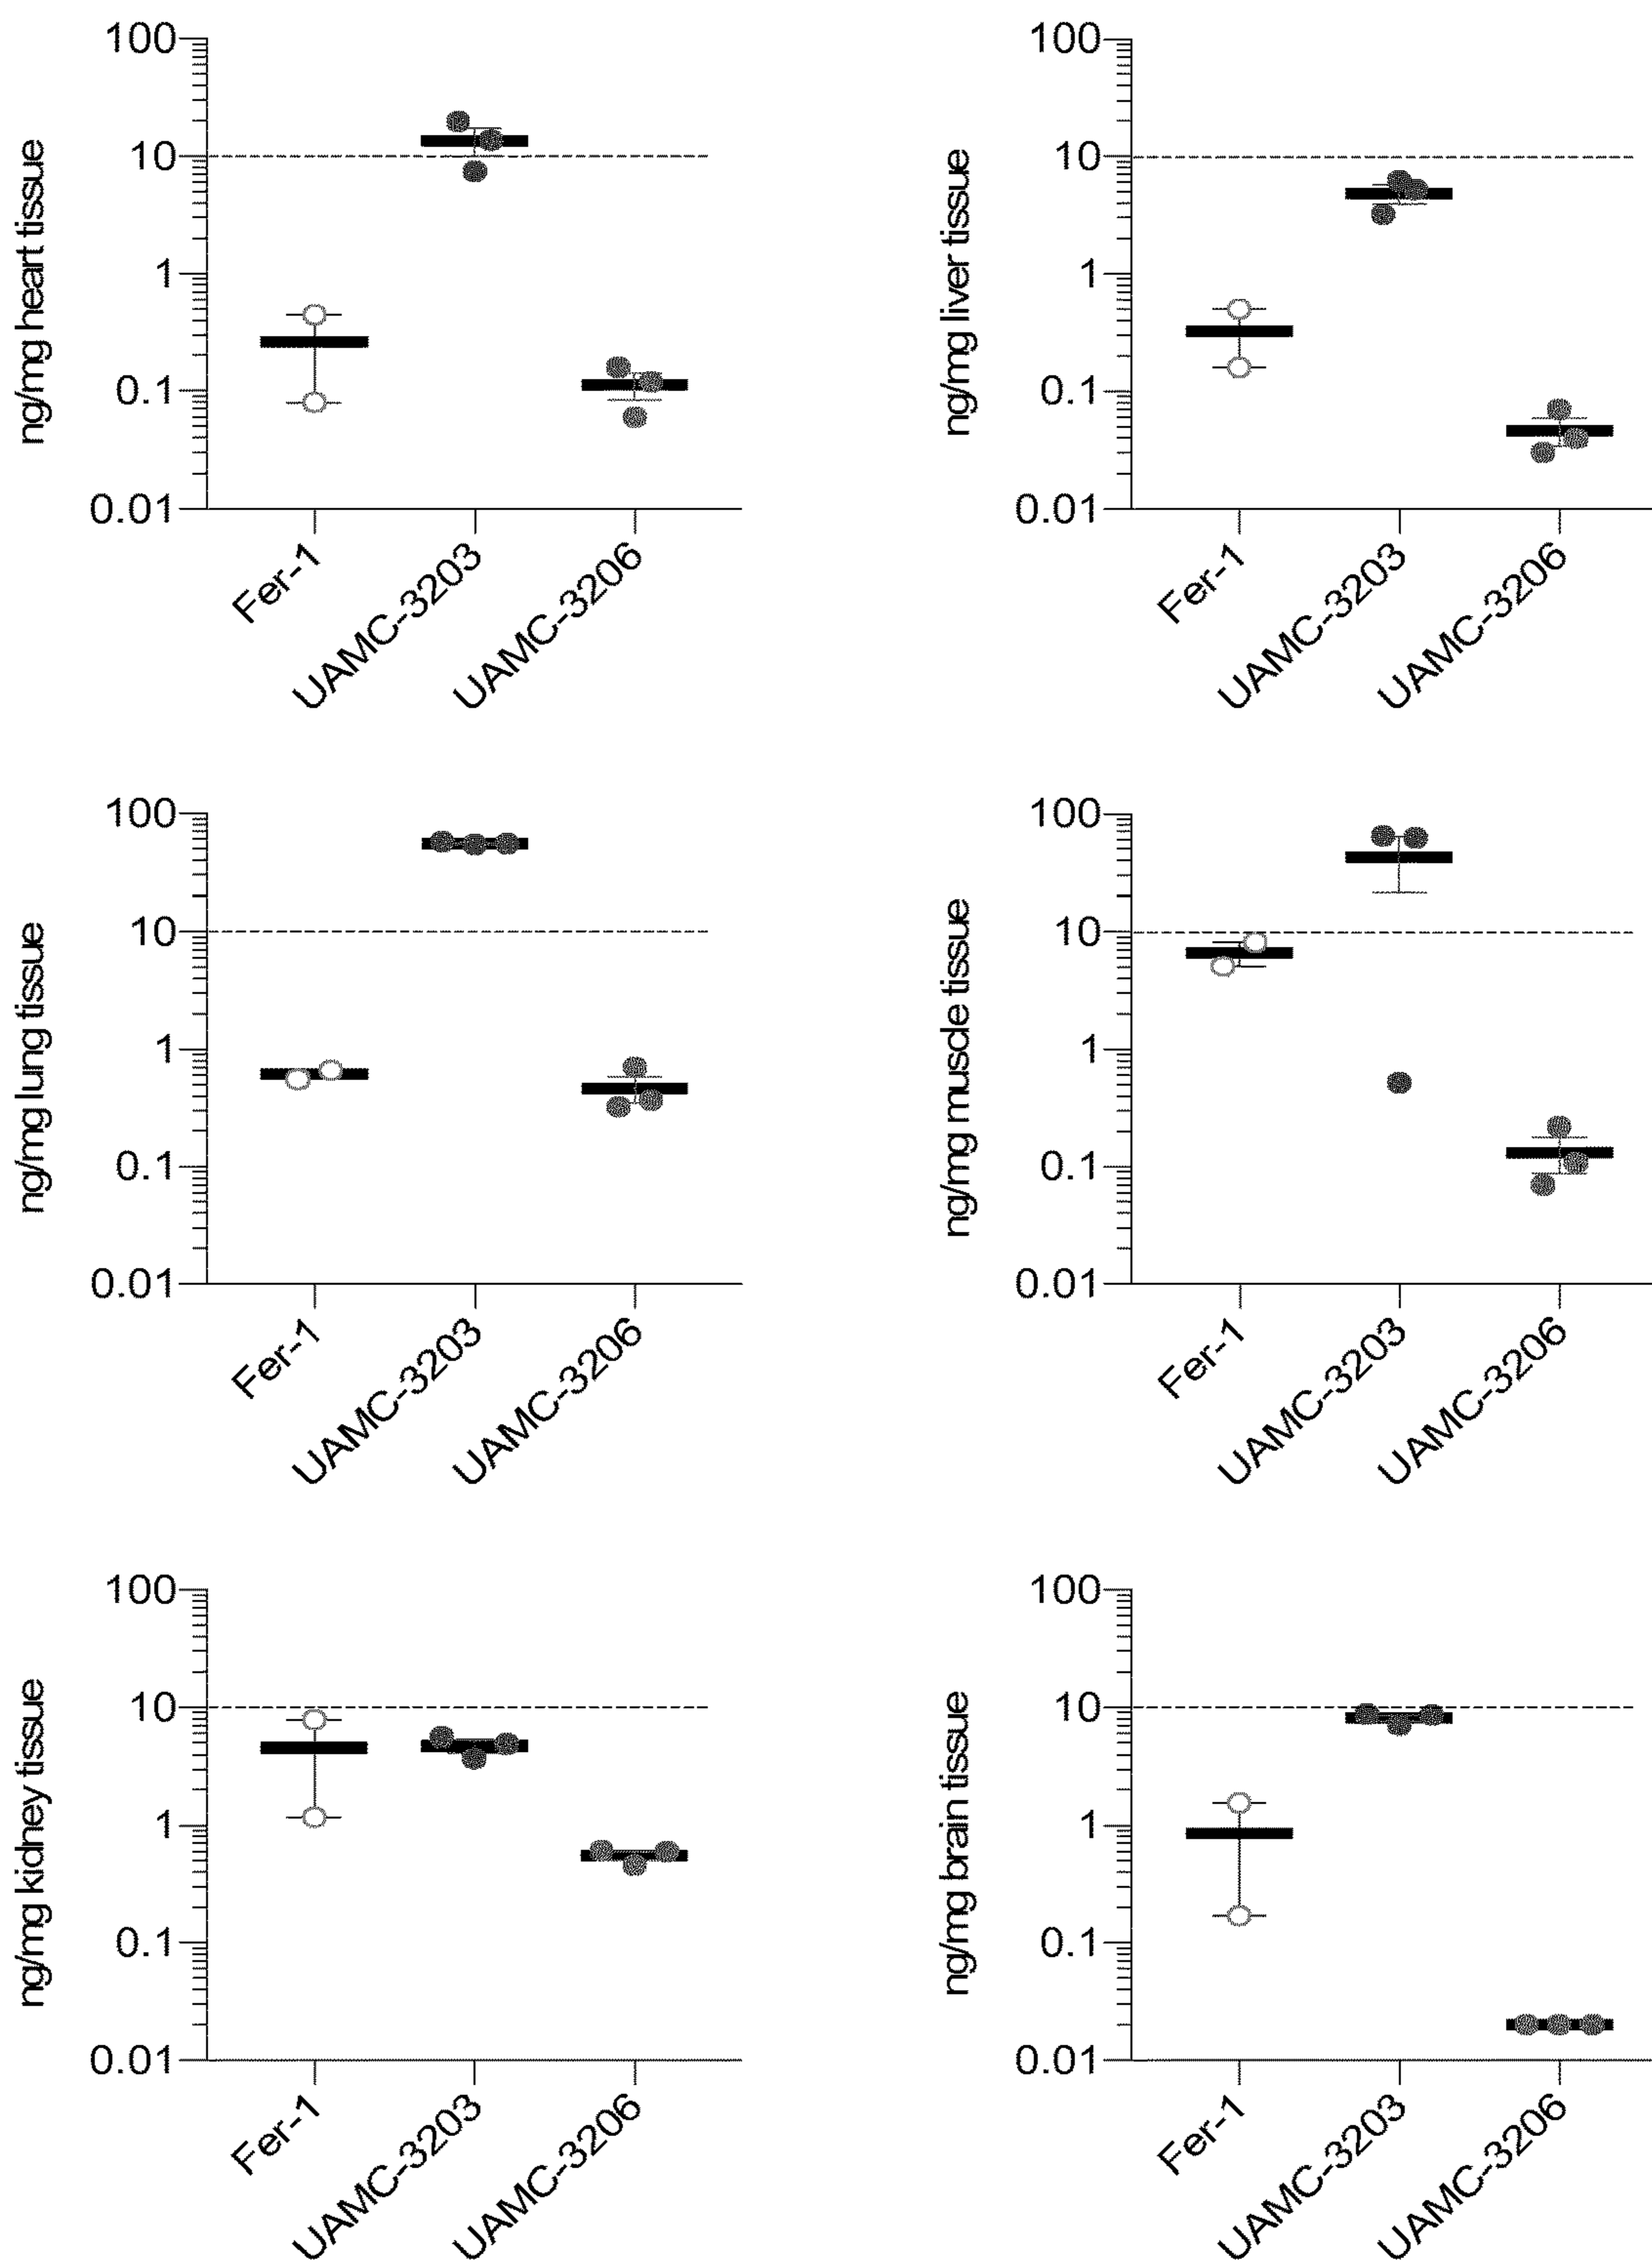 ng/mg heart tissue
100
10
1
0.1
0.01
Fer-1
UAMC-3203
UAMC-3206
ng/mg liver tissue
100
10
1
0.1
0.01
Fer-1
UAMC-3203
UAMC-3206
ng/mg lung tissue
100
10
1
0.1
0.01
Fer-1
UAMC-3203
UAMC-3206
ng/mg muscle tissue
100
10
1
0.1
0.01
Fer-1
UAMC-3203
UAMC-3206
ng/mg kidney tissue
100
10
1
0.1
0.01
Fer-1
UAMC-3203
UAMC-3206
ng/mg brain tissue
100
10
1
0.1
0.01
Fer-1
UAMC-3203
UAMC-3206